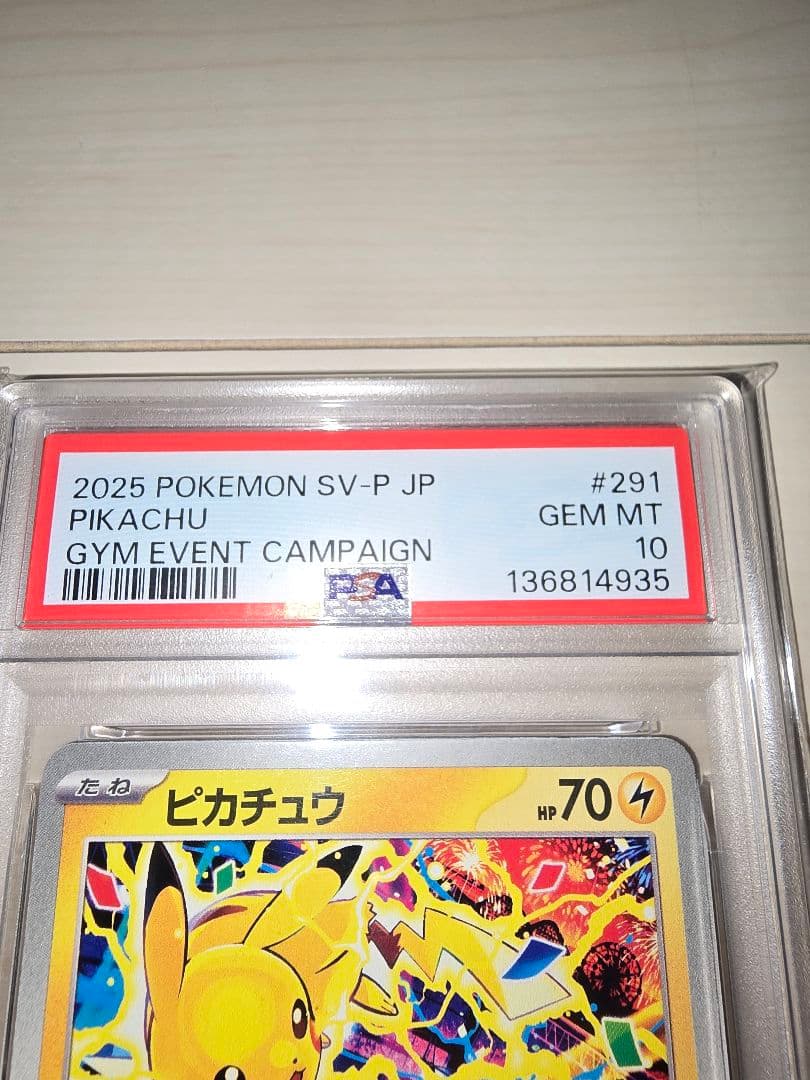 2025 POKEMON SV-P JP #291
PIKACHU GEM MT
GYM EVENT CAMPAIGN 10
PSA 136814935
たね ピカチュウ HP70